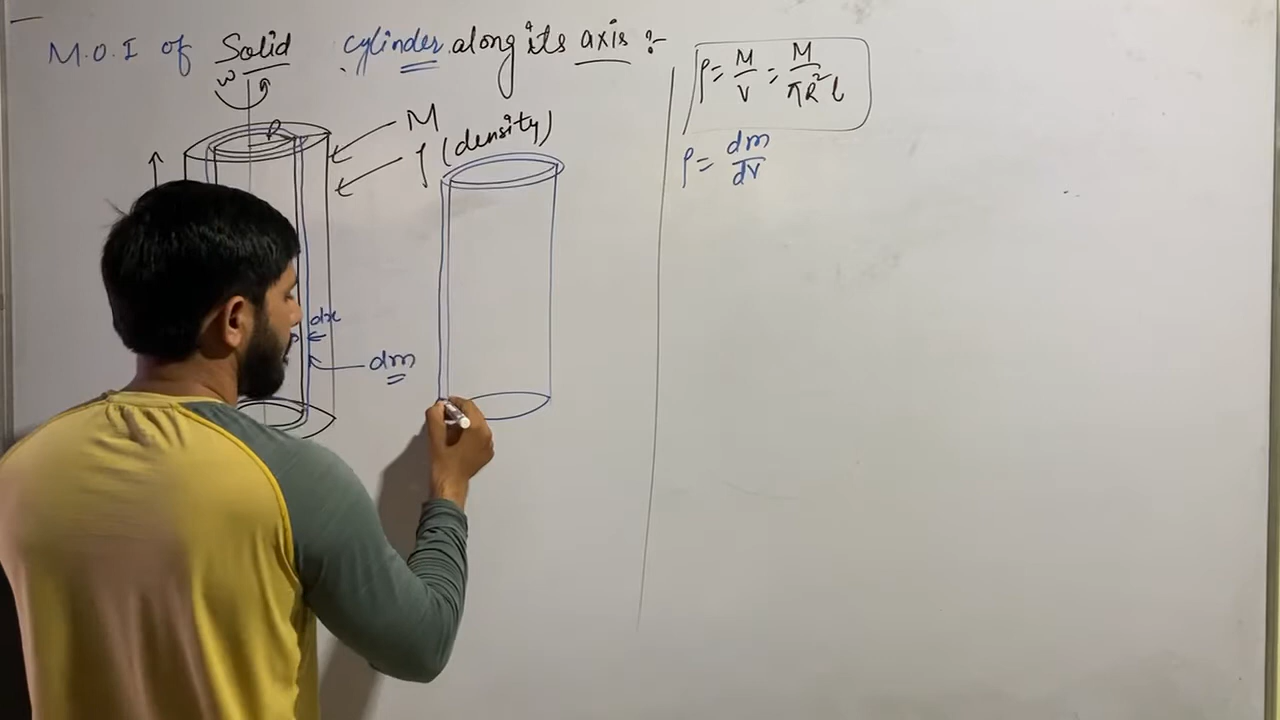 M.O.I of Solid cylinder along its axis :-
ω
R
M
ρ (density)
dx
dm
ρ = M/V = M/πR²l
ρ = dm/dV